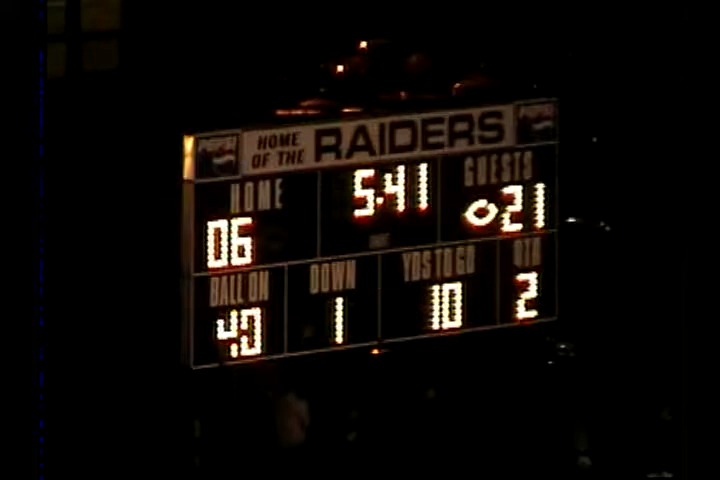 HOME OF THE RAIDERS
HOME 5:41 GUESTS
06 21
BALL ON DOWN YDS TO GO QTR
40 1 10 2